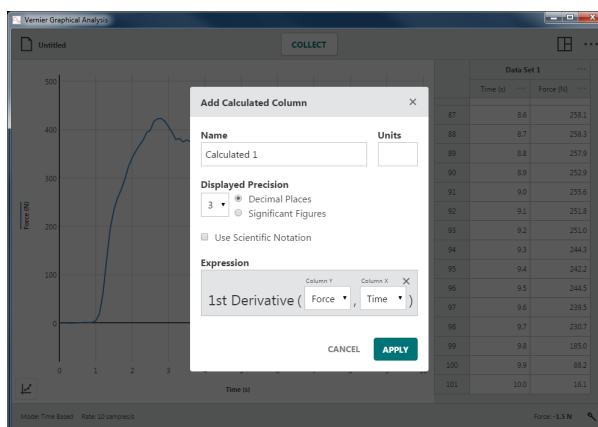 Vernier Graphical Analysis
Untitled
COLLECT
Data Set 1
Time (s) Force (N)
87 8.6 258.1
88 8.7 258.3
89 8.8 257.9
90 8.9 252.9
91 9.0 255.6
92 9.1 251.8
93 9.2 251.0
94 9.3 244.3
95 9.4 242.2
96 9.5 244.5
97 9.6 239.5
98 9.7 230.7
99 9.8 185.0
100 9.9 88.2
101 10.0 16.1
500
400
300
200
100
0
Force (N)
0 1 2 3
Time (s)
Add Calculated Column
Name Units
Calculated 1
Displayed Precision
3 Decimal Places
Significant Figures
Use Scientific Notation
Expression
Column Y Column X
1st Derivative ( Force , Time )
CANCEL APPLY
Mode: Time Based Rate: 10 samples/s
Force: -1.5 N